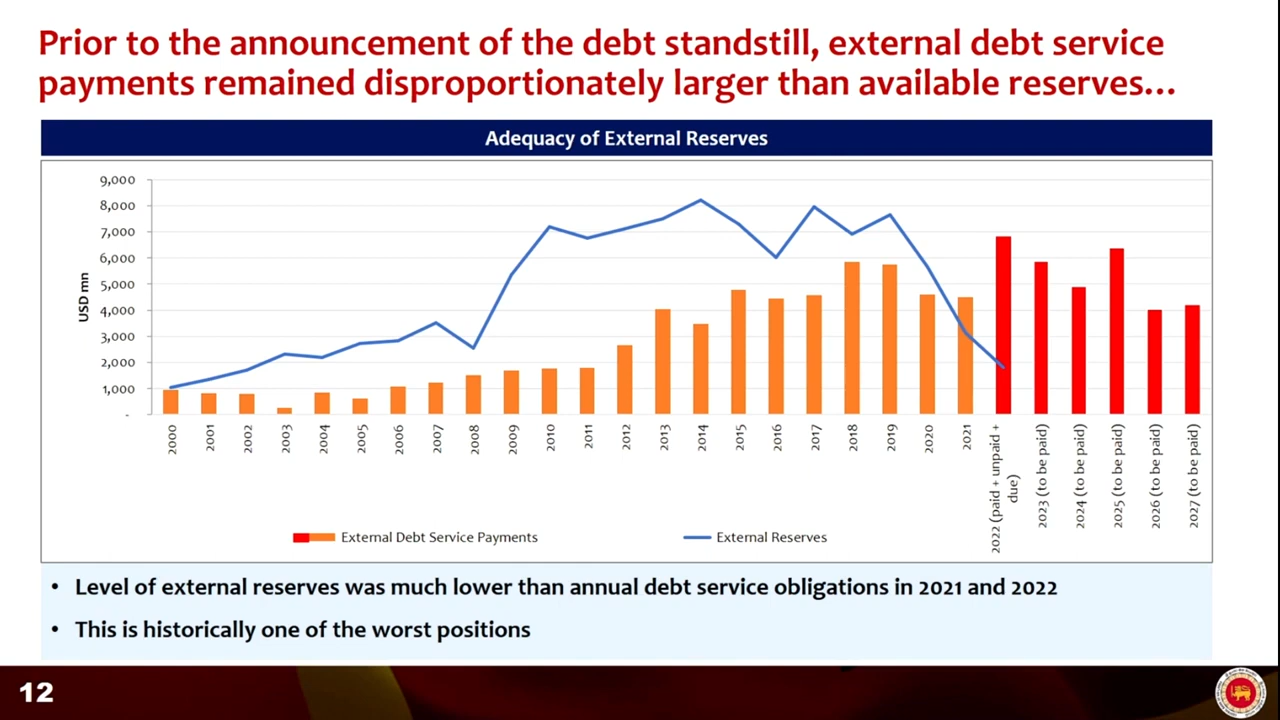 Prior to the announcement of the debt standstill, external debt service
payments remained disproportionately larger than available reserves…
Adequacy of External Reserves
USD mn
9,000
8,000
7,000
6,000
5,000
4,000
3,000
2,000
1,000
-
2000
2001
2002
2003
2004
2005
2006
2007
2008
2009
2010
2011
2012
2013
2014
2015
2016
2017
2018
2019
2020
2021
2022 (paid + unpaid +
due)
2023 (to be paid)
2024 (to be paid)
2025 (to be paid)
2026 (to be paid)
2027 (to be paid)
External Debt Service Payments
External Reserves
• Level of external reserves was much lower than annual debt service obligations in 2021 and 2022
• This is historically one of the worst positions
12